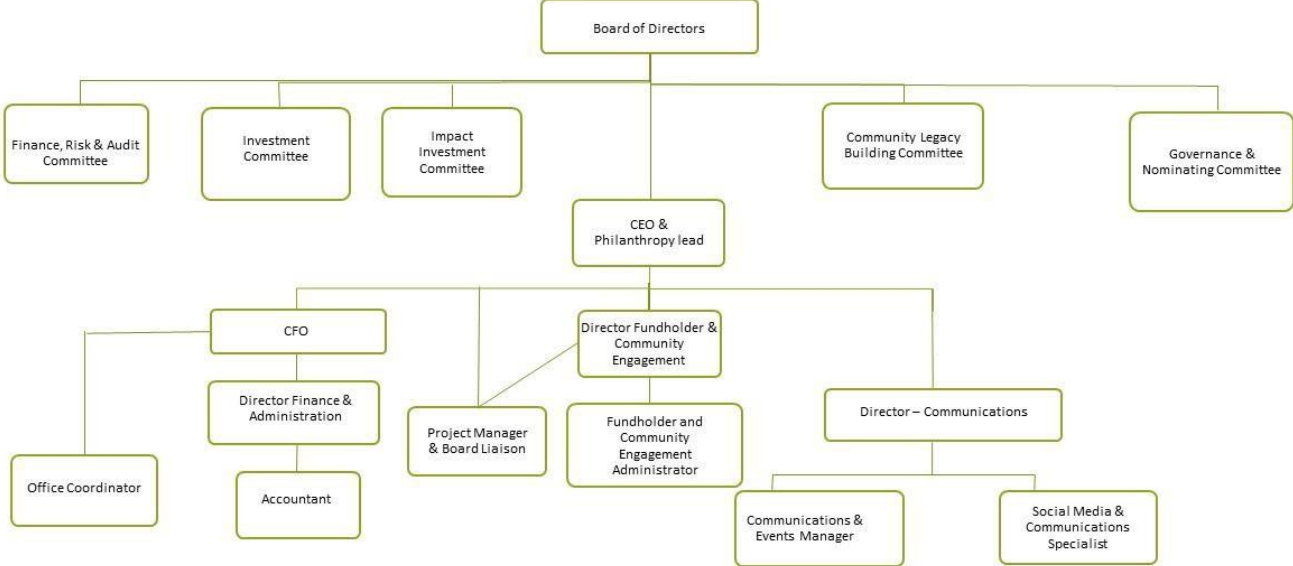 Board of Directors
Finance, Risk & Audit
Committee
Investment
Committee
Impact
Investment
Committee
Community Legacy
Building Committee
Governance &
Nominating Committee
CEO &
Philanthropy lead
CFO
Director Fundholder &
Community
Engagement
Director Finance &
Administration
Project Manager
& Board Liaison
Fundholder and
Community
Engagement
Administrator
Director – Communications
Office Coordinator
Accountant
Communications &
Events Manager
Social Media &
Communications
Specialist